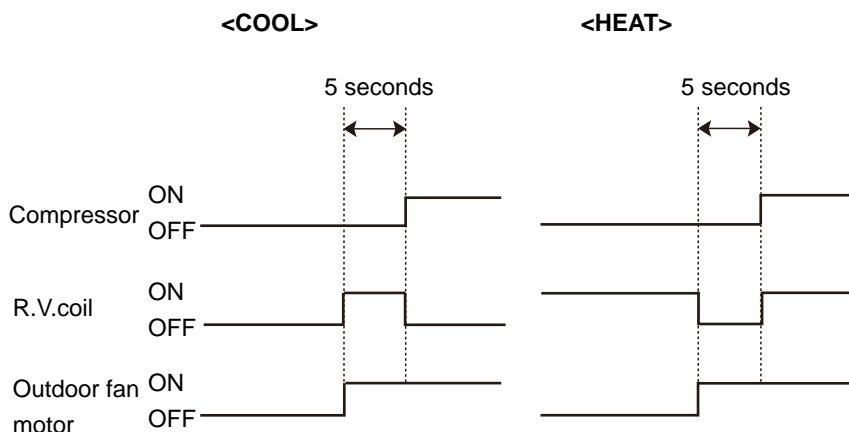 <COOL> <HEAT>
5 seconds 5 seconds
Compressor ON
OFF
R.V.coil ON
OFF
Outdoor fan motor ON
OFF